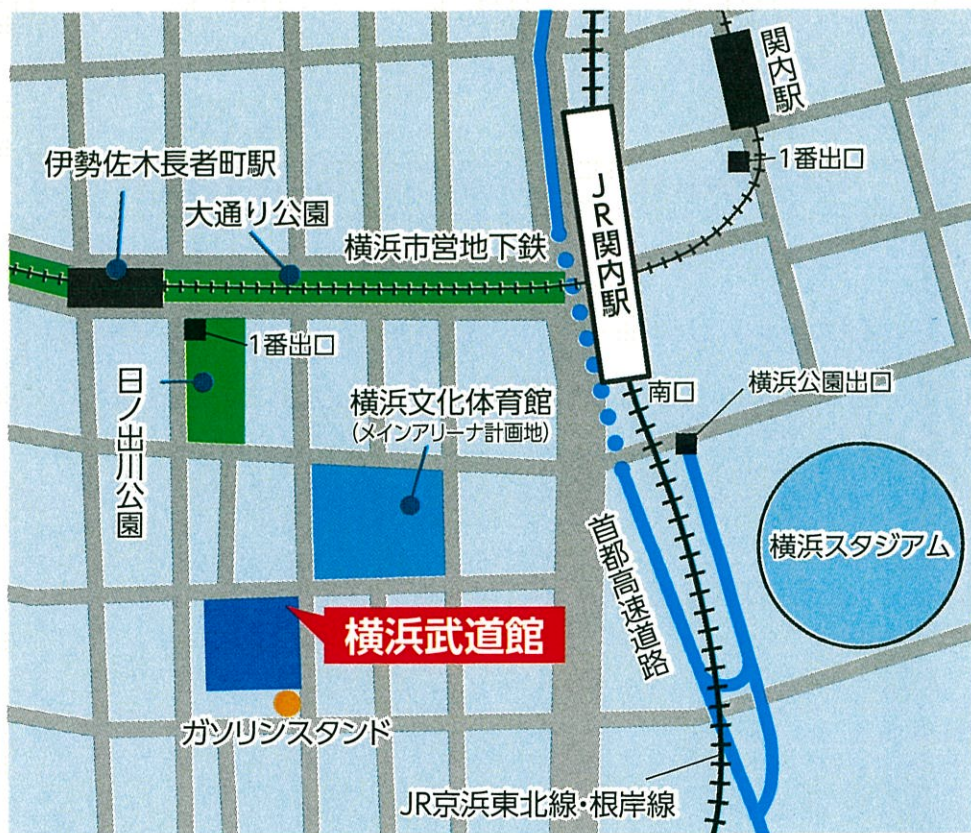 関内駅
1番出口
伊勢佐木長者町駅
大通り公園
横浜市営地下鉄
JR関内駅
1番出口
日ノ出川公園
横浜文化体育館
(メインアリーナ計画地)
南口
横浜公園出口
横浜スタジアム
首都高速道路
横浜武道館
ガソリンスタンド
JR京浜東北線・根岸線